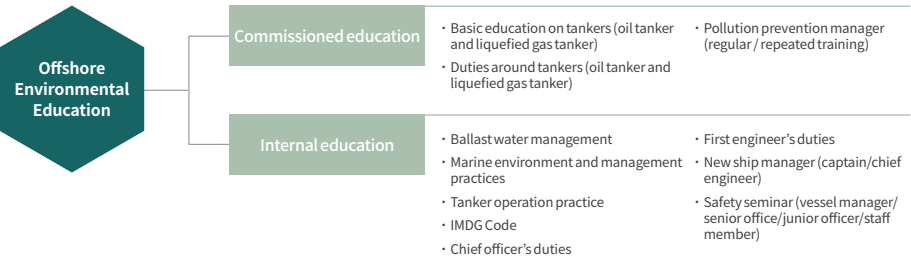 Offshore
Environmental
Education
Commissioned education
· Basic education on tankers (oil tanker
and liquefied gas tanker)
· Duties around tankers (oil tanker and
liquefied gas tanker)
· Pollution prevention manager
(regular / repeated training)
Internal education
· Ballast water management
· Marine environment and management
practices
· Tanker operation practice
· IMDG Code
· Chief officer's duties
· First engineer's duties
· New ship manager (captain/chief
engineer)
· Safety seminar (vessel manager/
senior office/junior officer/staff
member)